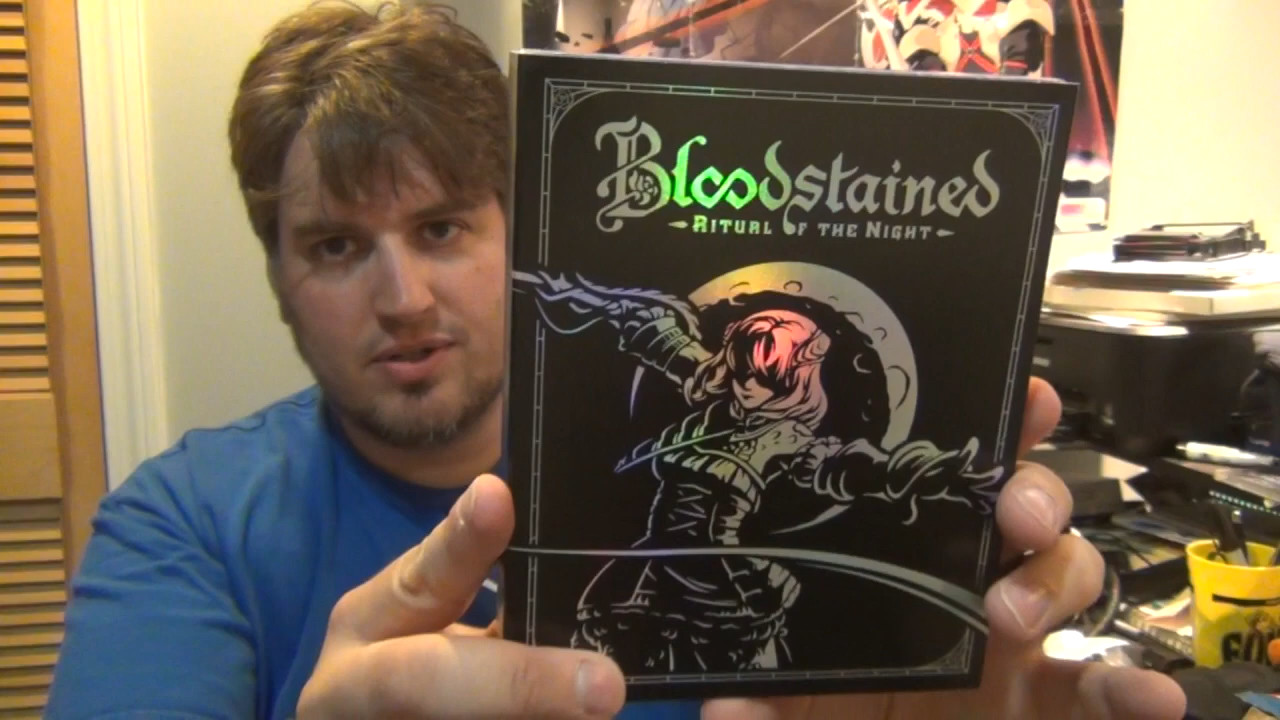 Bloodstained
Ritual of the Night